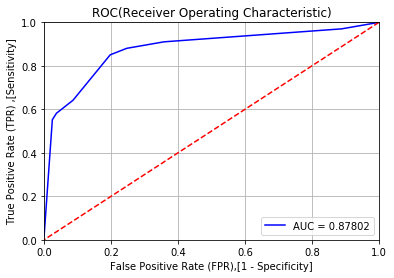 ROC(Receiver Operating Characteristic)
True Positive Rate (TPR) ,[Sensitivity]
1.0
0.8
0.6
0.4
0.2
0.0
AUC = 0.87802
0.0 0.2 0.4 0.6 0.8 1.0
False Positive Rate (FPR),[1 - Specificity]